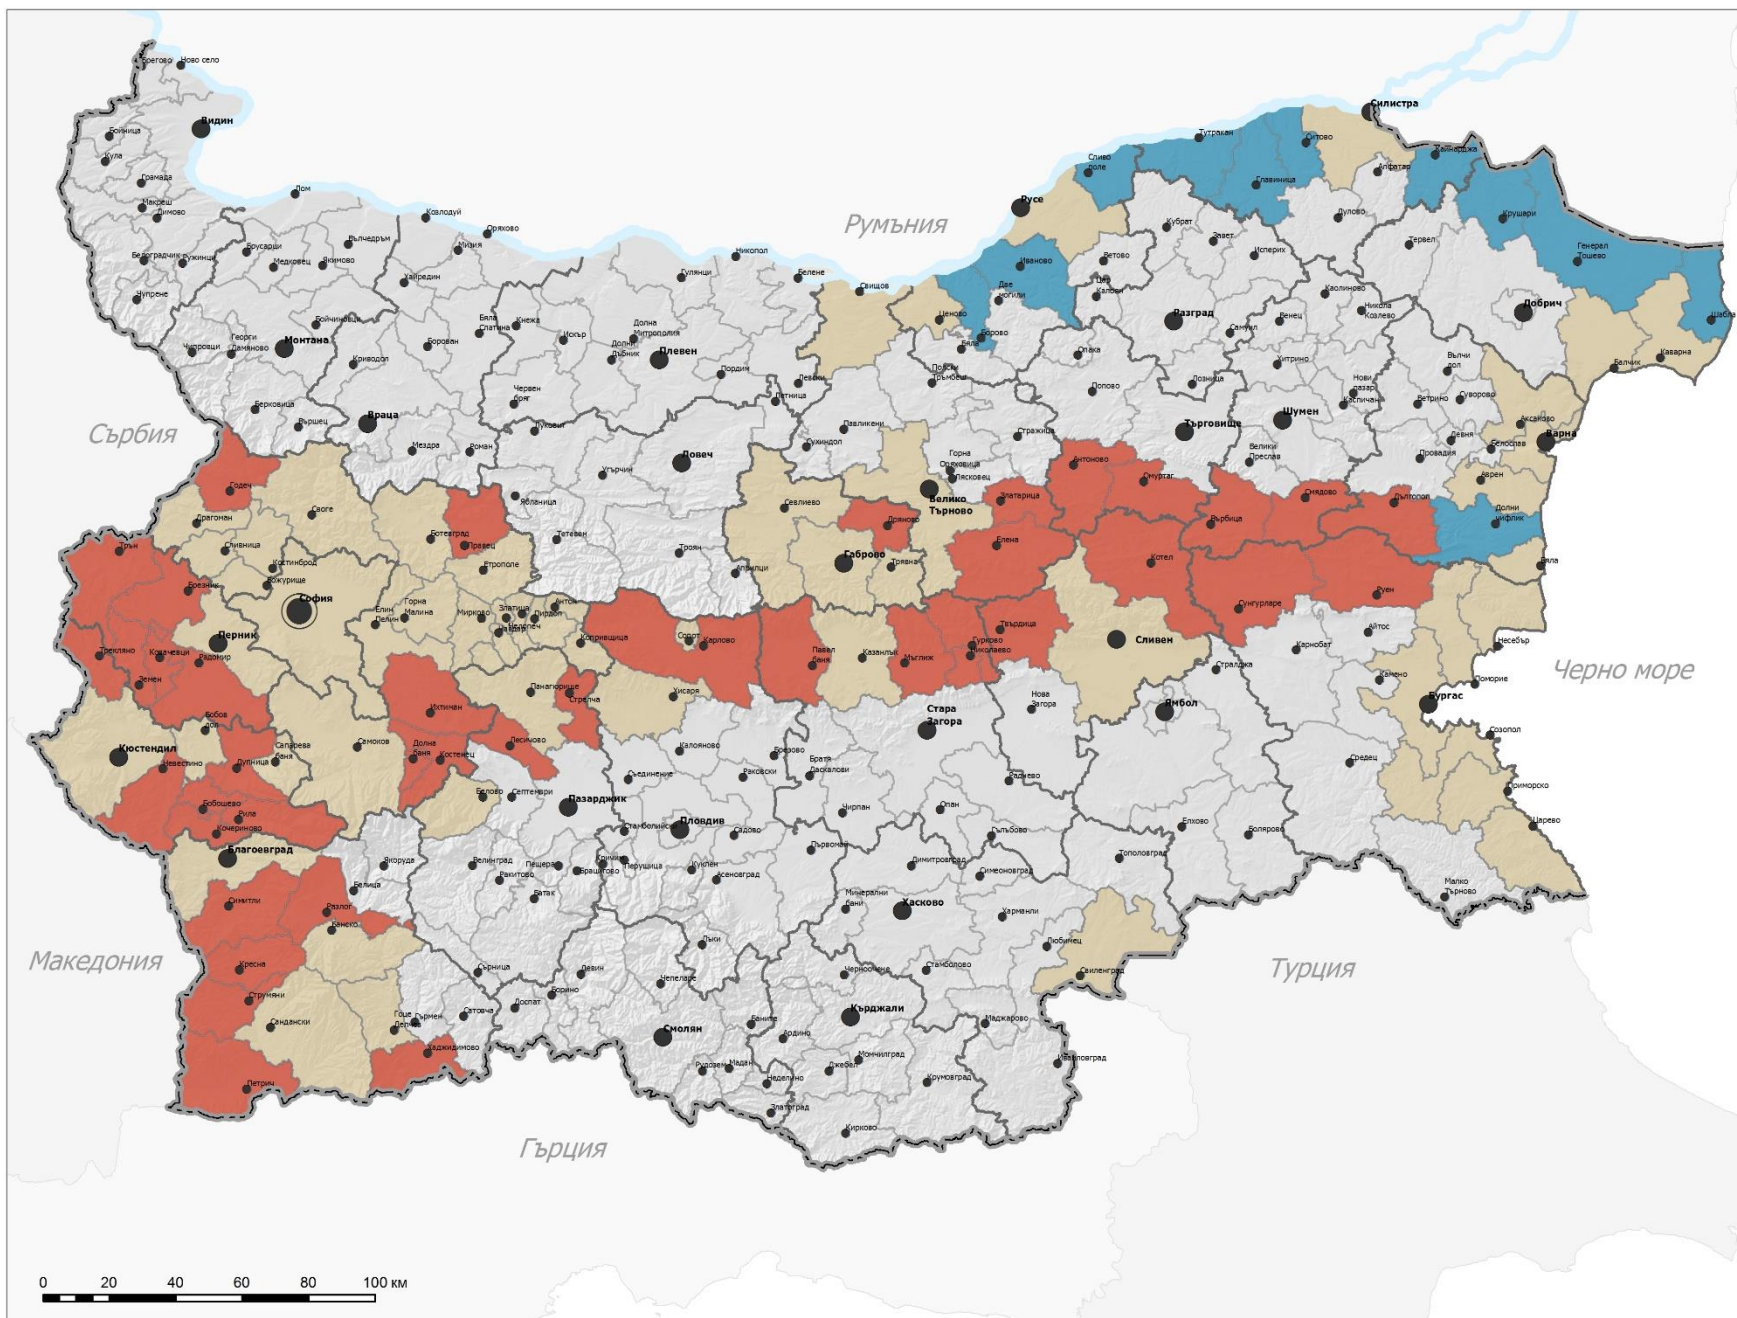 Брегово
Ново село
Видин
Бойница
Кула
Грамада
Макреш
Димово
Лом
Козлодуй
Оряхово
Мизия
Вълчедръм
Брусарци
Медковец
Якимово
Белоградчик
Ружинци
Чупрене
Хайредин
Никопол
Гулянци
Белене
Свищов
Румъния
Русе
Сливо
поле
Тутракан
Главиница
Ситово
Силистра
Кайнарджа
Алфатар
Дулово
Крушари
Генерал
Тошево
Тервел
Шабла
Каварна
Балчик
Добрич
Кубрат
Завет
Исперих
Ветово
Цар
Калоян
Иваново
Две
могили
Ценово
Борово
Бяла
Полски
Тръмбеш
Опака
Попово
Разград
Самуил
Лозница
Каолиново
Никола
Козлево
Венец
Хитрино
Нови
пазар
Каспичан
Шумен
Велики
Преслав
Търговище
Вълчи
дол
Ветрино
Суворово
Девня
Провадия
Аксаково
Белослав
Варна
Аврен
Долни
чифлик
Бяла
Бойчиновци
Георги
Дамяново
Монтана
Чипровци
Берковица
Вършец
Криводол
Враца
Мездра
Роман
Борован
Бяла
Слатина
Кнежа
Искър
Долна
Митрополия
Долни
Дъбник
Плевен
Пордим
Левски
Червен
бряг
Летница
Луковит
Ловеч
Угърчин
Ябланица
Тетевен
Троян
Априлци
Павликени
Сухиндол
Стражица
Горна
Оряховица
Лясковец
Велико
Търново
Севлиево
Дряново
Габрово
Трявна
Златарица
Елена
Антоново
Омуртаг
Върбица
Смядово
Дългопол
Котел
Сунгурларе
Руен
Сърбия
Годеч
Драгоман
Своге
Сливница
Костинброд
Божурище
София
Ботевград
Правец
Етрополе
Трън
Брезник
Перник
Трекляно
Ковачевци
Радомир
Земен
Елин
Пелин
Горна
Малина
Мирково
Златица
Пирдоп
Антон
Челопеч
Чавдар
Копривщица
Сопот
Карлово
Павел
баня
Казанлък
Мъглиж
Гурково
Николаево
Твърдица
Сливен
Айтос
Карнобат
Несебър
Поморие
Камено
Бургас
Созопол
Черно море
Бобов
дол
Кюстендил
Невестино
Дупница
Сапарева
баня
Самоков
Ихтиман
Долна
баня
Костенец
Панагюрище
Стрелча
Лесичово
Хисаря
Калояново
Брезово
Съединение
Раковски
Братя
Даскалови
Стара
Загора
Нова
Загора
Раднево
Стралджа
Ямбол
Средец
Приморско
Царево
Малко
Търново
Бобошево
Рила
Кочериново
Благоевград
Белово
Септември
Пазарджик
Стамболийски
Пловдив
Садово
Първомай
Чирпан
Опан
Гълъбово
Елхово
Болярово
Тополовград
Якоруда
Белица
Велинград
Ракитово
Пещера
Батак
Брацигово
Кричим
Перущица
Куклен
Асеновград
Димитровград
Симеоновград
Минерални
бани
Хасково
Харманли
Любимец
Свиленград
Симитли
Разлог
Банско
Кресна
Струмяни
Сандански
Петрич
Гоце
Делчев
Гърмен
Сатовча
Хаджидимово
Сърница
Девин
Доспат
Борино
Чепеларе
Лъки
Смолян
Баните
Рудозем
Мадан
Неделино
Златоград
Черноочене
Стамболово
Кърджали
Ардино
Джебел
Момчилград
Крумовград
Кирково
Маджарово
Ивайловград
Македония
Гърция
Турция
0 20 40 60 80 100 км